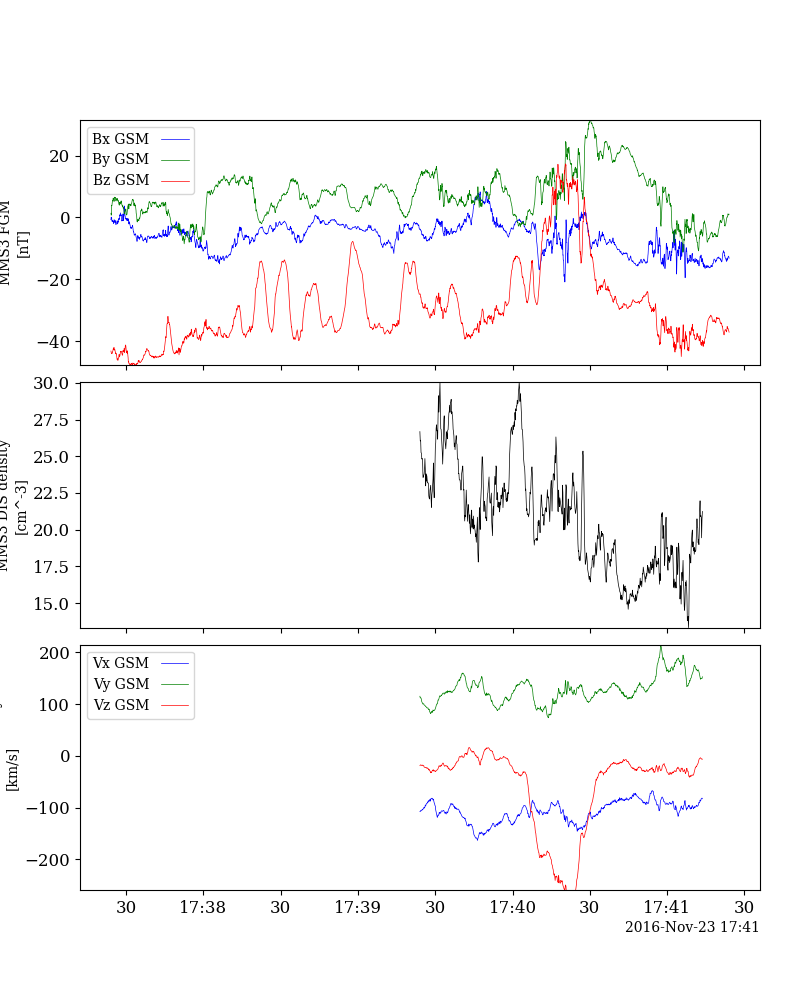 Bx GSM
By GSM
Bz GSM
20
0
−20
−40
MMS3 FGM
[nT]
30.0
27.5
25.0
22.5
20.0
17.5
15.0
MMS3 DIS density
[cm^-3]
Vx GSM
Vy GSM
Vz GSM
200
100
0
−100
−200
[km/s]
30 17:38 30 17:39 30 17:40 30 17:41 30
2016-Nov-23 17:41